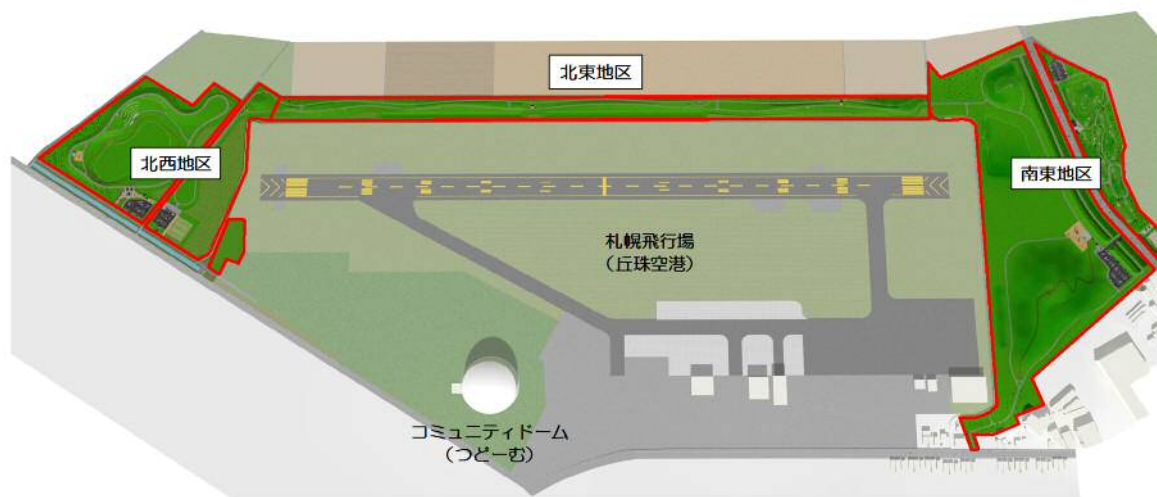 北東地区
北西地区
南東地区
札幌飛行場
（丘珠空港）
コミュニティドーム
（つどーむ）